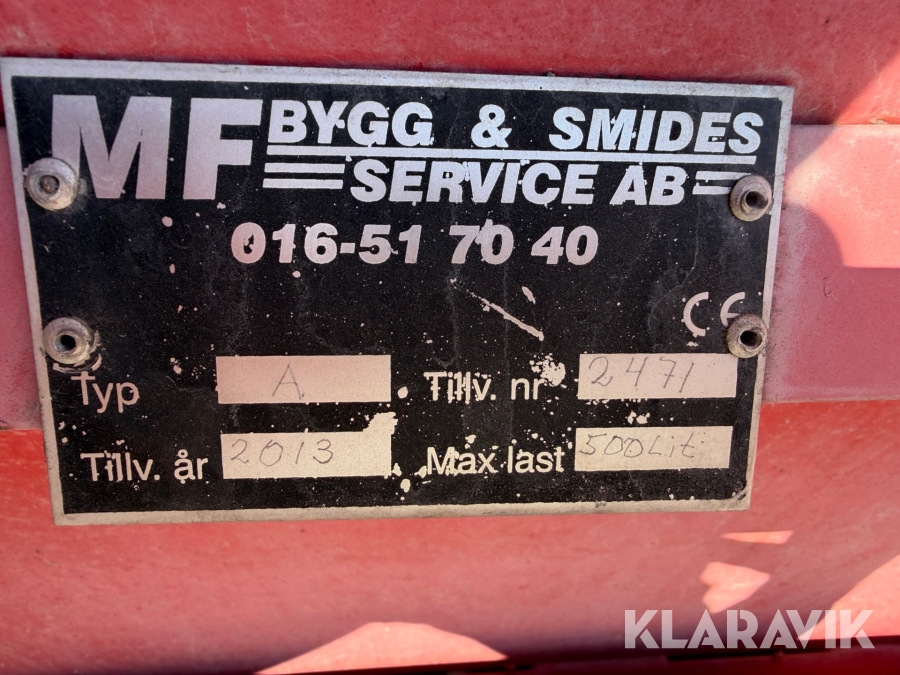 MF BYGG & SMIDES
SERVICE AB
016-51 70 40
CE
Typ A Tillv. nr 2471
Tillv. år 2013 Max last 500Lit
KLARAVIK